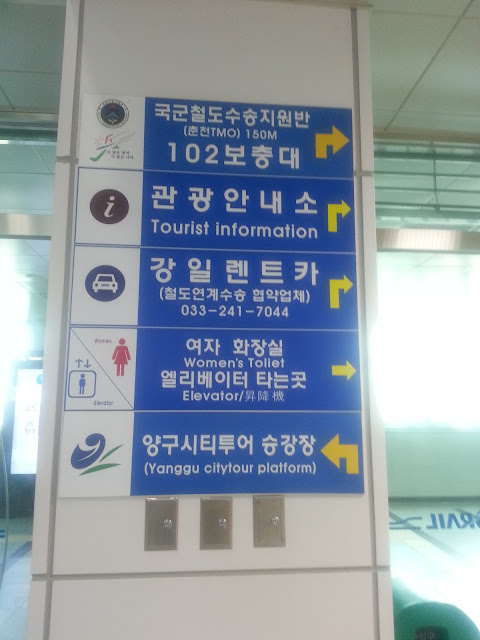 국군철도수송지원반
(춘천TMO) 150M
102보충대
관광안내소
Tourist information
강일렌트카
(철도연계수송 협약업체)
033-241-7044
Women
여자 화장실
Women's Toilet
엘리베이터 타는곳
Elevator/昇降機
Elevator
양구시티투어 승강장
(Yanggu citytour platform)
RAIL